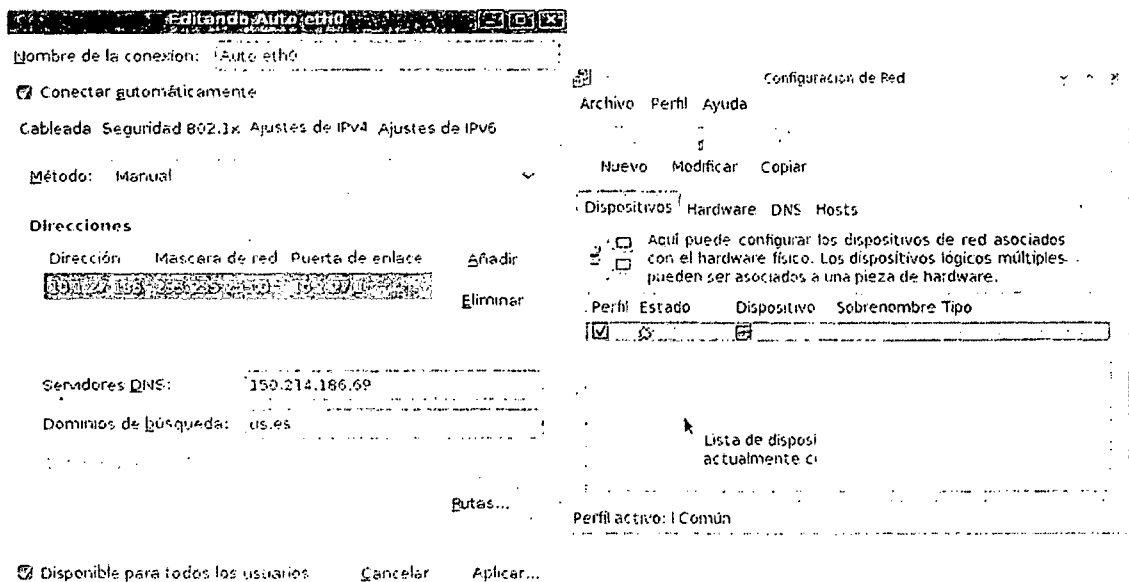 Editando Auto eth0
Nombre de la conexion: Auto eth0
Conectar automáticamente
Cableada Seguridad 802.1x Ajustes de IPv4 Ajustes de IPv6
Método: Manual
Direcciones
Dirección Mascara de red Puerta de enlace
Añadir
Eliminar
Servidores DNS: 150.214.186.69
Dominios de búsqueda: us.es
Rutas...
Disponible para todos los usuarios Cancelar Aplicar...
Configuracion de Red
Archivo Perfil Ayuda
Nuevo Modificar Copiar
Dispositivos Hardware DNS Hosts
Aquí puede configurar los dispositivos de red asociados
con el hardware físico. Los dispositivos lógicos múltiples
pueden ser asociados a una pieza de hardware.
Perfil Estado Dispositivo Sobrenombre Tipo
Lista de disposi
actualmente c
Perfil activo: Común